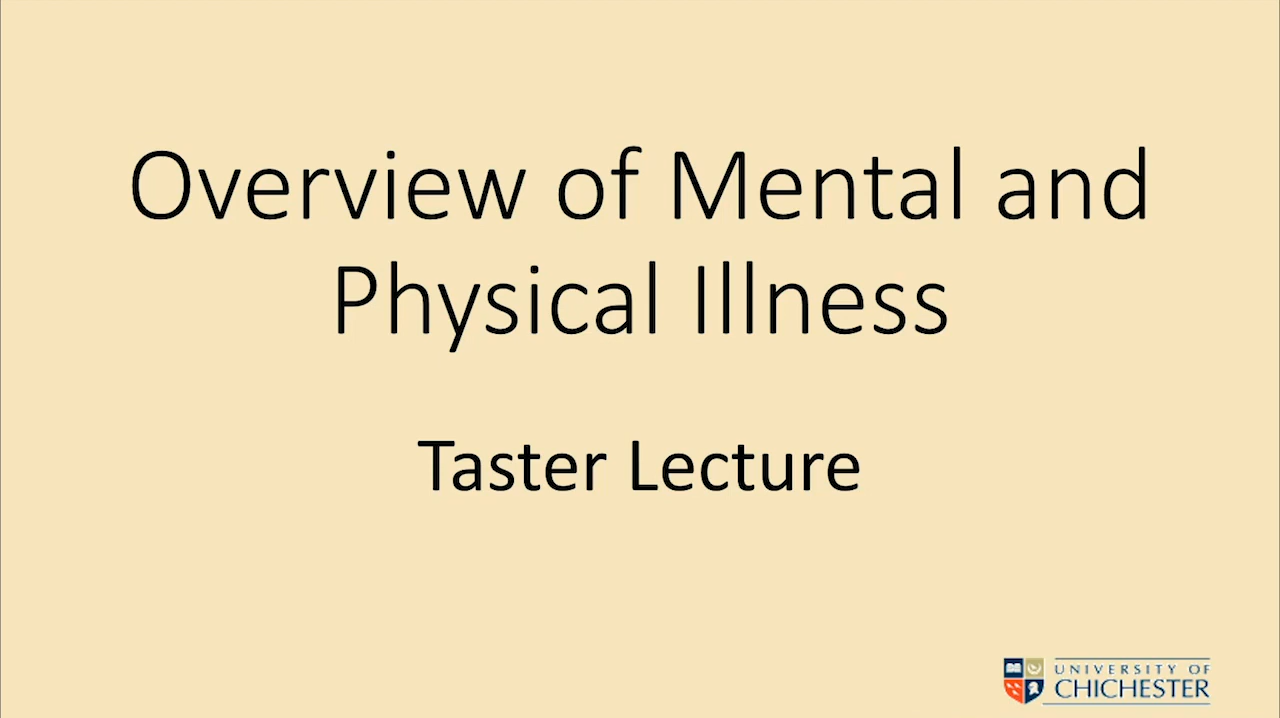 Overview of Mental and
Physical Illness
Taster Lecture
UNIVERSITY OF
CHICHESTER